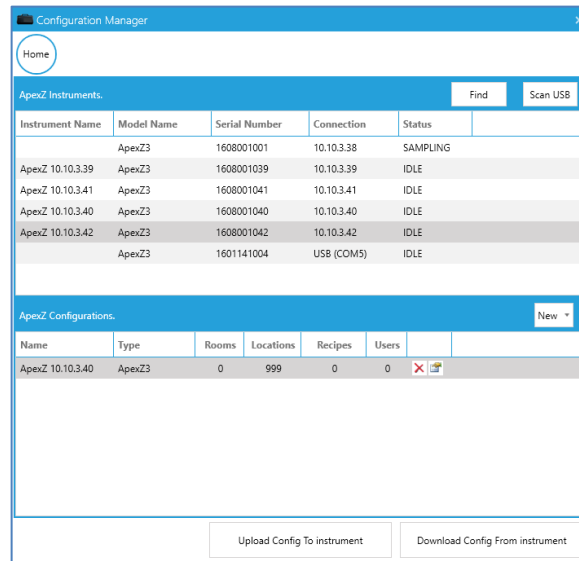 Configuration Manager
Home
ApexZ Instruments. Find Scan USB
Instrument Name Model Name Serial Number Connection Status
ApexZ3 1608001001 10.10.3.38 SAMPLING
ApexZ 10.10.3.39 ApexZ3 1608001039 10.10.3.39 IDLE
ApexZ 10.10.3.41 ApexZ3 1608001041 10.10.3.41 IDLE
ApexZ 10.10.3.40 ApexZ3 1608001040 10.10.3.40 IDLE
ApexZ 10.10.3.42 ApexZ3 1608001042 10.10.3.42 IDLE
ApexZ3 1601141004 USB (COM5) IDLE
ApexZ Configurations. New
Name Type Rooms Locations Recipes Users
ApexZ 10.10.3.40 ApexZ3 0 999 0 0
Upload Config To instrument Download Config From instrument